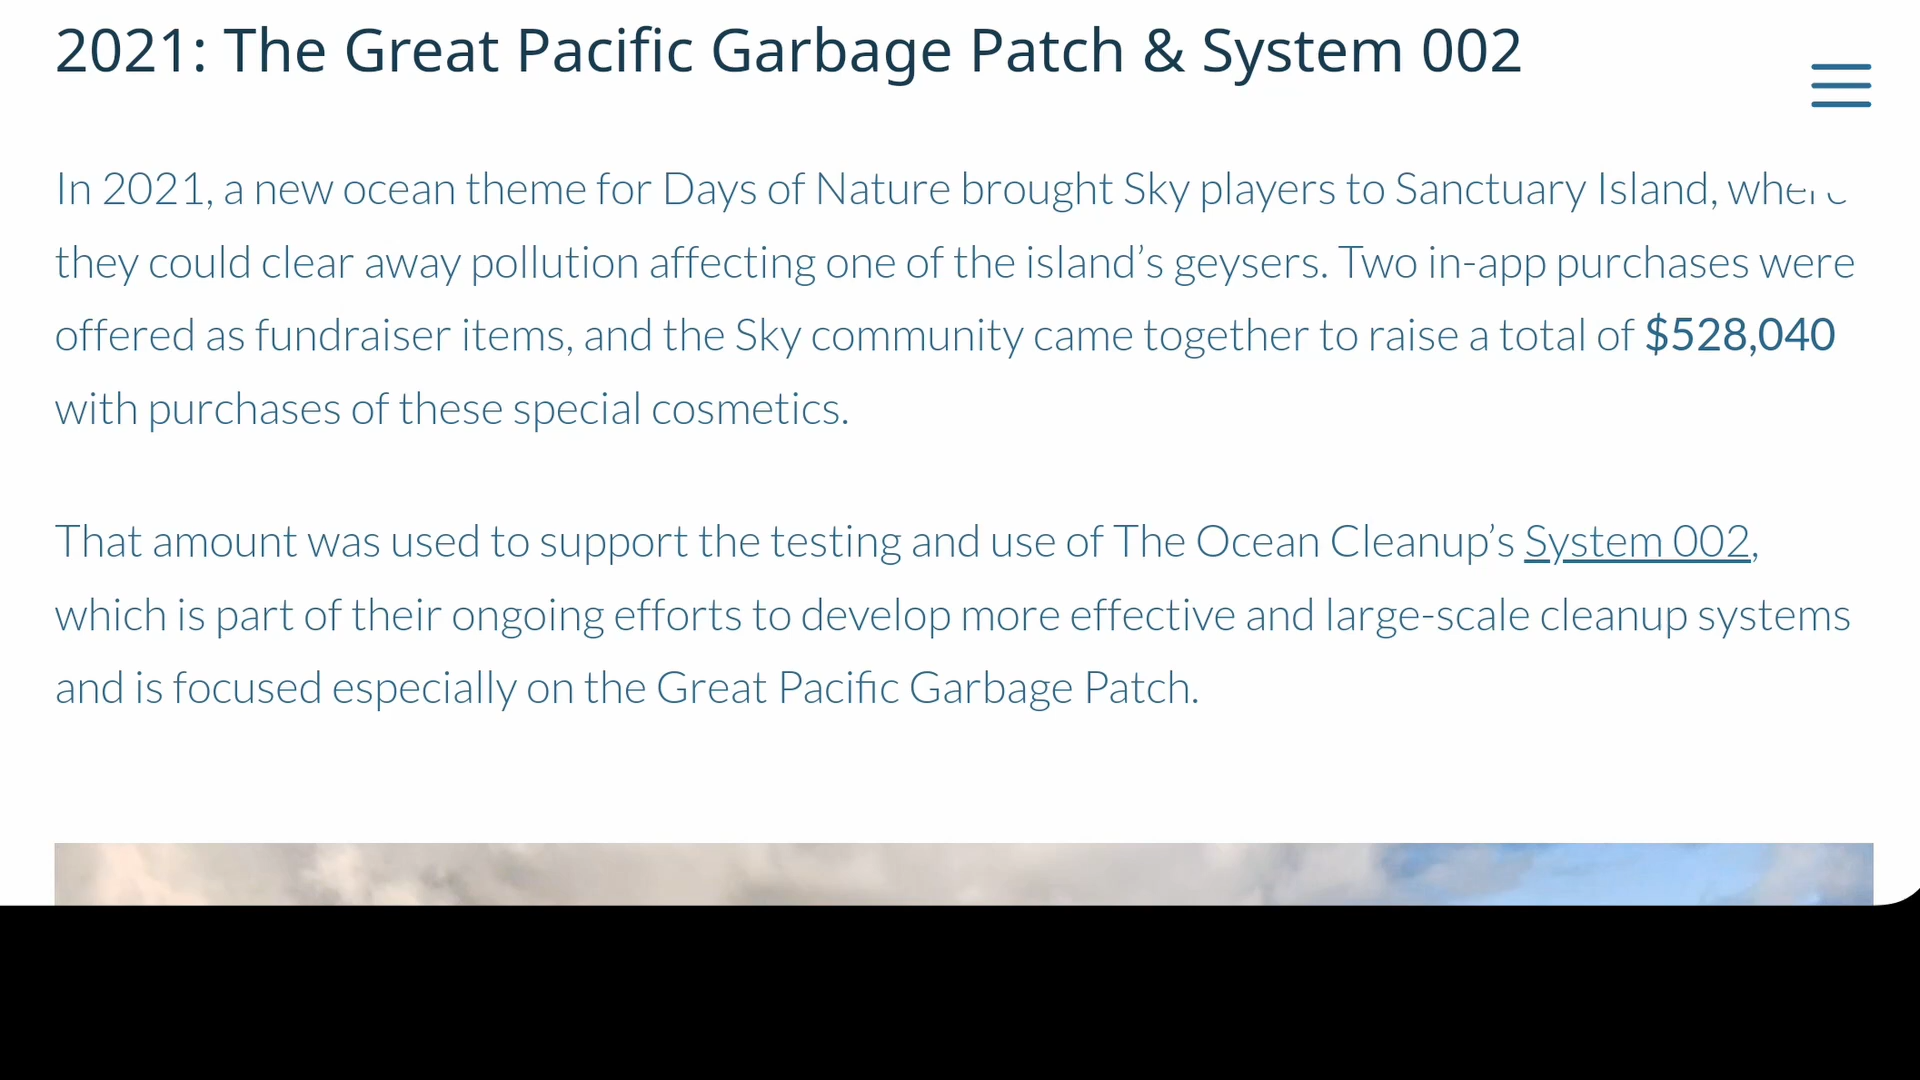 2021: The Great Pacific Garbage Patch & System 002
In 2021, a new ocean theme for Days of Nature brought Sky players to Sanctuary Island, where
they could clear away pollution affecting one of the island’s geysers. Two in-app purchases were
offered as fundraiser items, and the Sky community came together to raise a total of $528,040
with purchases of these special cosmetics.
That amount was used to support the testing and use of The Ocean Cleanup’s System 002,
which is part of their ongoing efforts to develop more effective and large-scale cleanup systems
and is focused especially on the Great Pacific Garbage Patch.